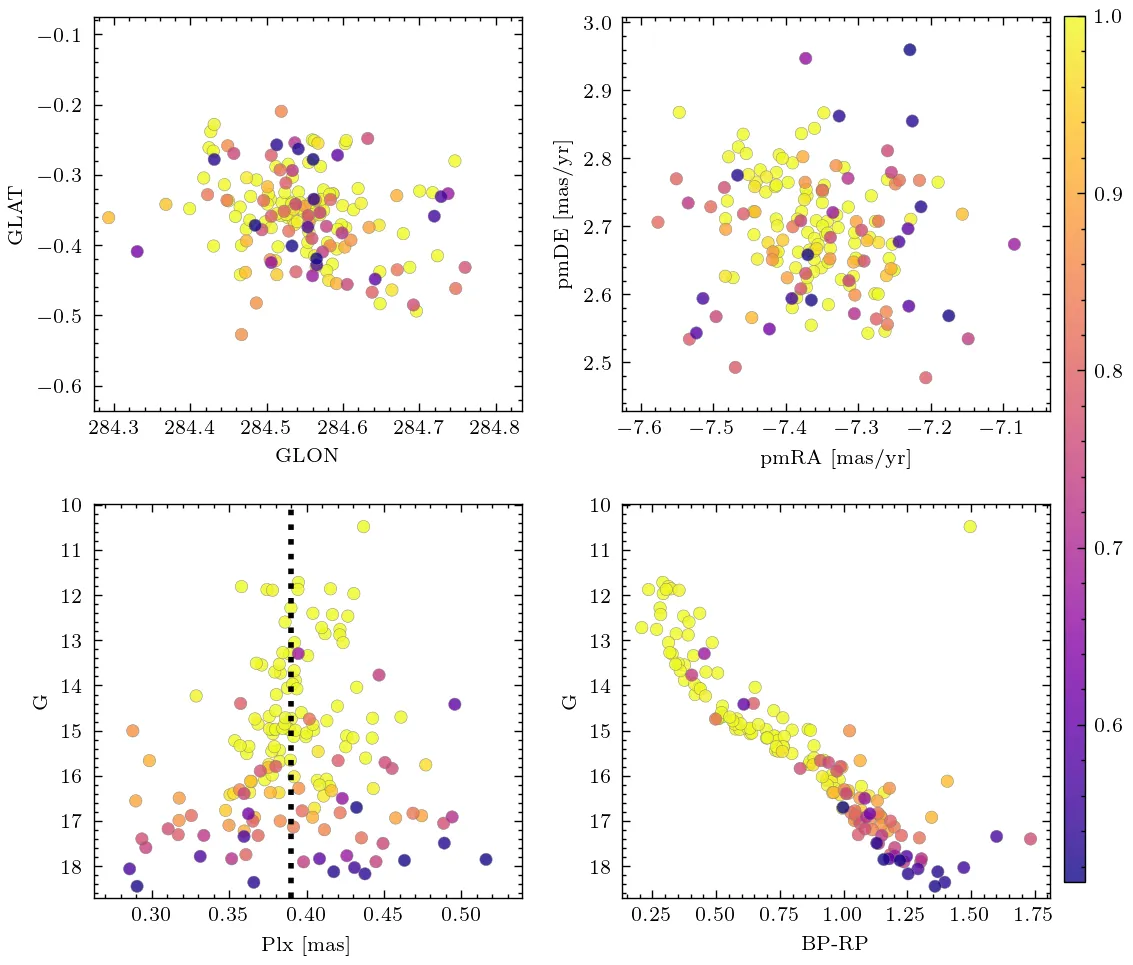 −0.1
−0.2
−0.3
−0.4
−0.5
−0.6
GLAT
284.3 284.4 284.5 284.6 284.7 284.8
GLON
3.0
2.9
2.8
2.7
2.6
2.5
pmDE [mas/yr]
−7.6 −7.5 −7.4 −7.3 −7.2 −7.1
pmRA [mas/yr]
1.0
0.9
0.8
0.7
0.6
10
11
12
13
14
15
16
17
18
G
0.30 0.35 0.40 0.45 0.50
Plx [mas]
10
11
12
13
14
15
16
17
18
G
0.25 0.50 0.75 1.00 1.25 1.50 1.75
BP-RP